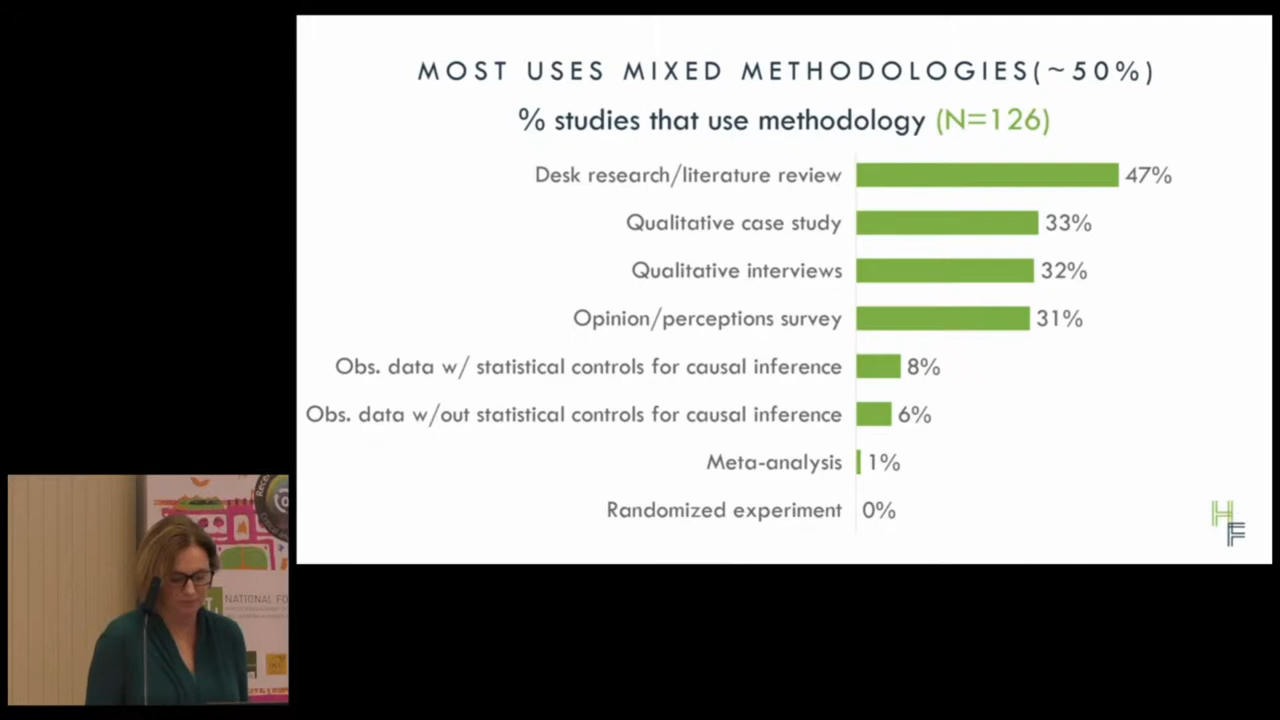 MOST USES MIXED METHODOLOGIES(~50%)
% studies that use methodology (N=126)
Desk research/literature review 47%
Qualitative case study 33%
Qualitative interviews 32%
Opinion/perceptions survey 31%
Obs. data w/ statistical controls for causal inference 8%
Obs. data w/out statistical controls for causal inference 6%
Meta-analysis 1%
Randomized experiment 0%
HF
NATIONAL FO